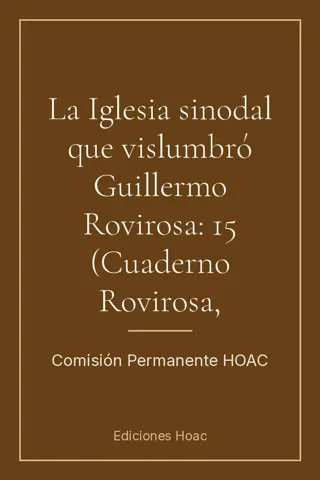 La Iglesia sinodal
que vislumbró
Guillermo
Rovirosa: 15
(Cuaderno
Rovirosa,
Comisión Permanente HOAC
Ediciones Hoac